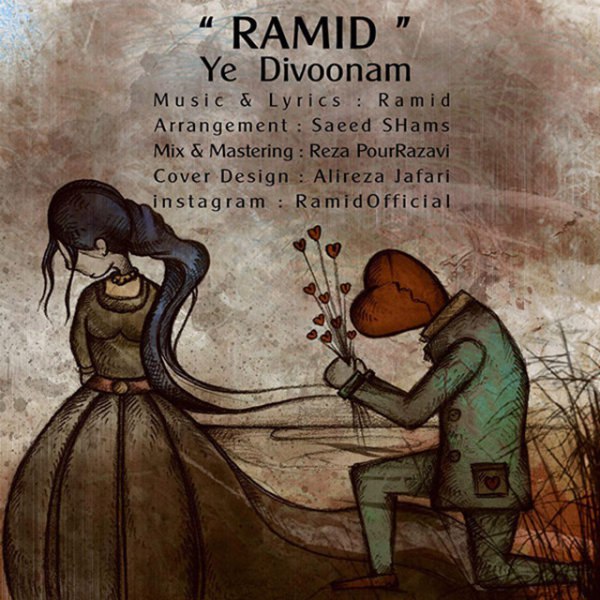 “ RAMID ”
Ye Divoonam
Music & Lyrics : Ramid
Arrangement : Saeed SHams
Mix & Mastering : Reza PourRazavi
Cover Design : Alireza Jafari
instagram : RamidOfficial